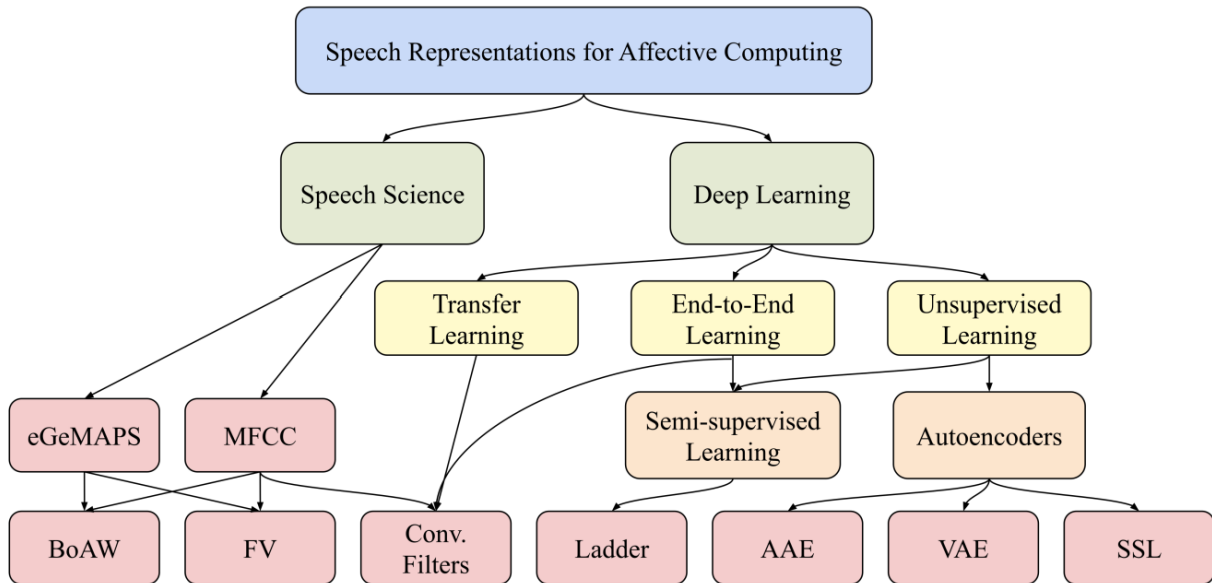 Speech Representations for Affective Computing
Speech Science
Deep Learning
Transfer
Learning
End-to-End
Learning
Unsupervised
Learning
eGeMAPS
MFCC
Semi-supervised
Learning
Autoencoders
BoAW
FV
Conv.
Filters
Ladder
AAE
VAE
SSL